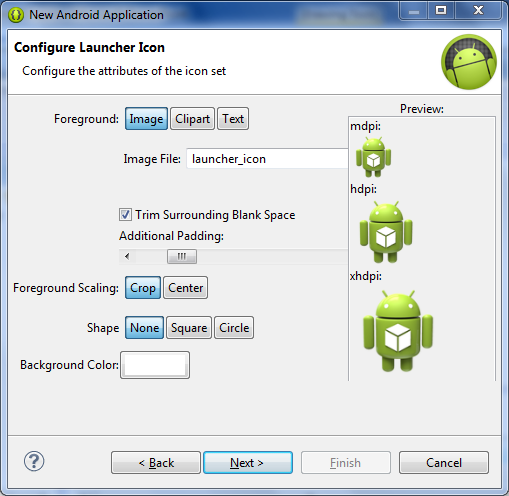 New Android Application
Configure Launcher Icon
Configure the attributes of the icon set
Foreground: Image Clipart Text
Preview:
mdpi:
Image File: launcher_icon
hdpi:
Trim Surrounding Blank Space
Additional Padding:
xhdpi:
Foreground Scaling: Crop Center
Shape None Square Circle
Background Color:
? < Back Next > Finish Cancel